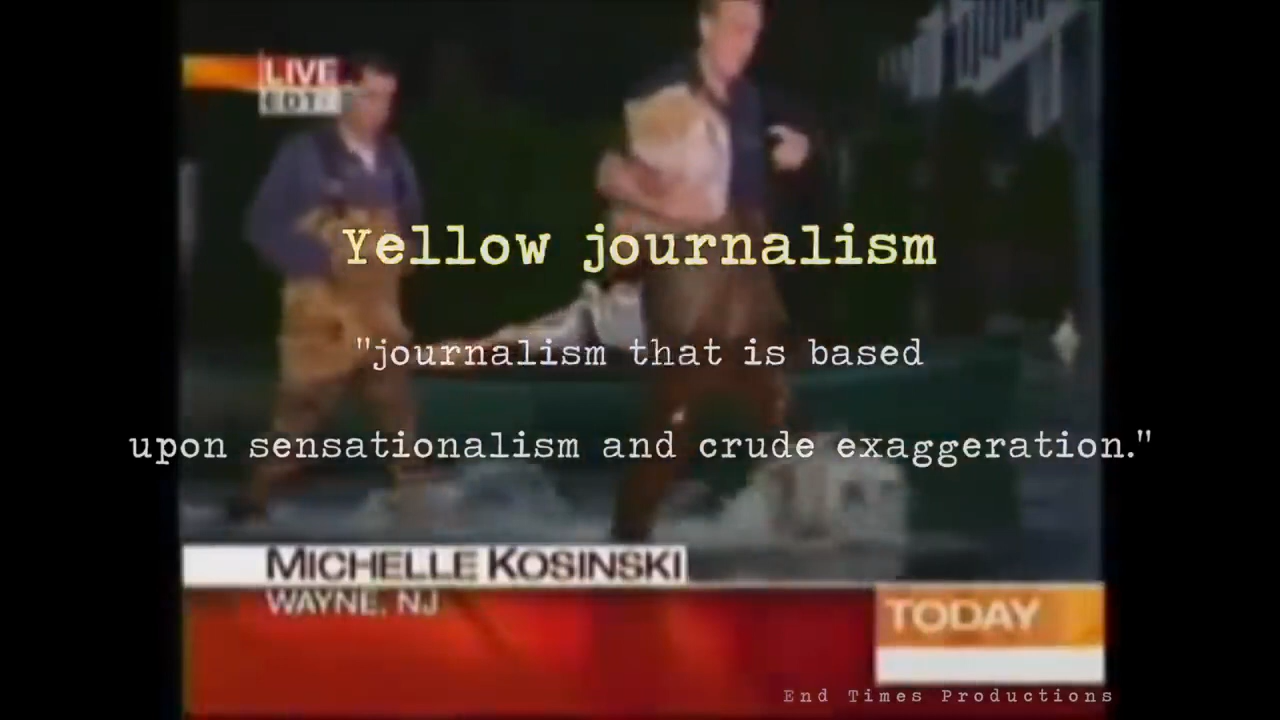 LIVE
EDT
Yellow journalism
"journalism that is based
upon sensationalism and crude exaggeration."
MICHELLE KOSINSKI
WAYNE, NJ
TODAY
End Times Productions